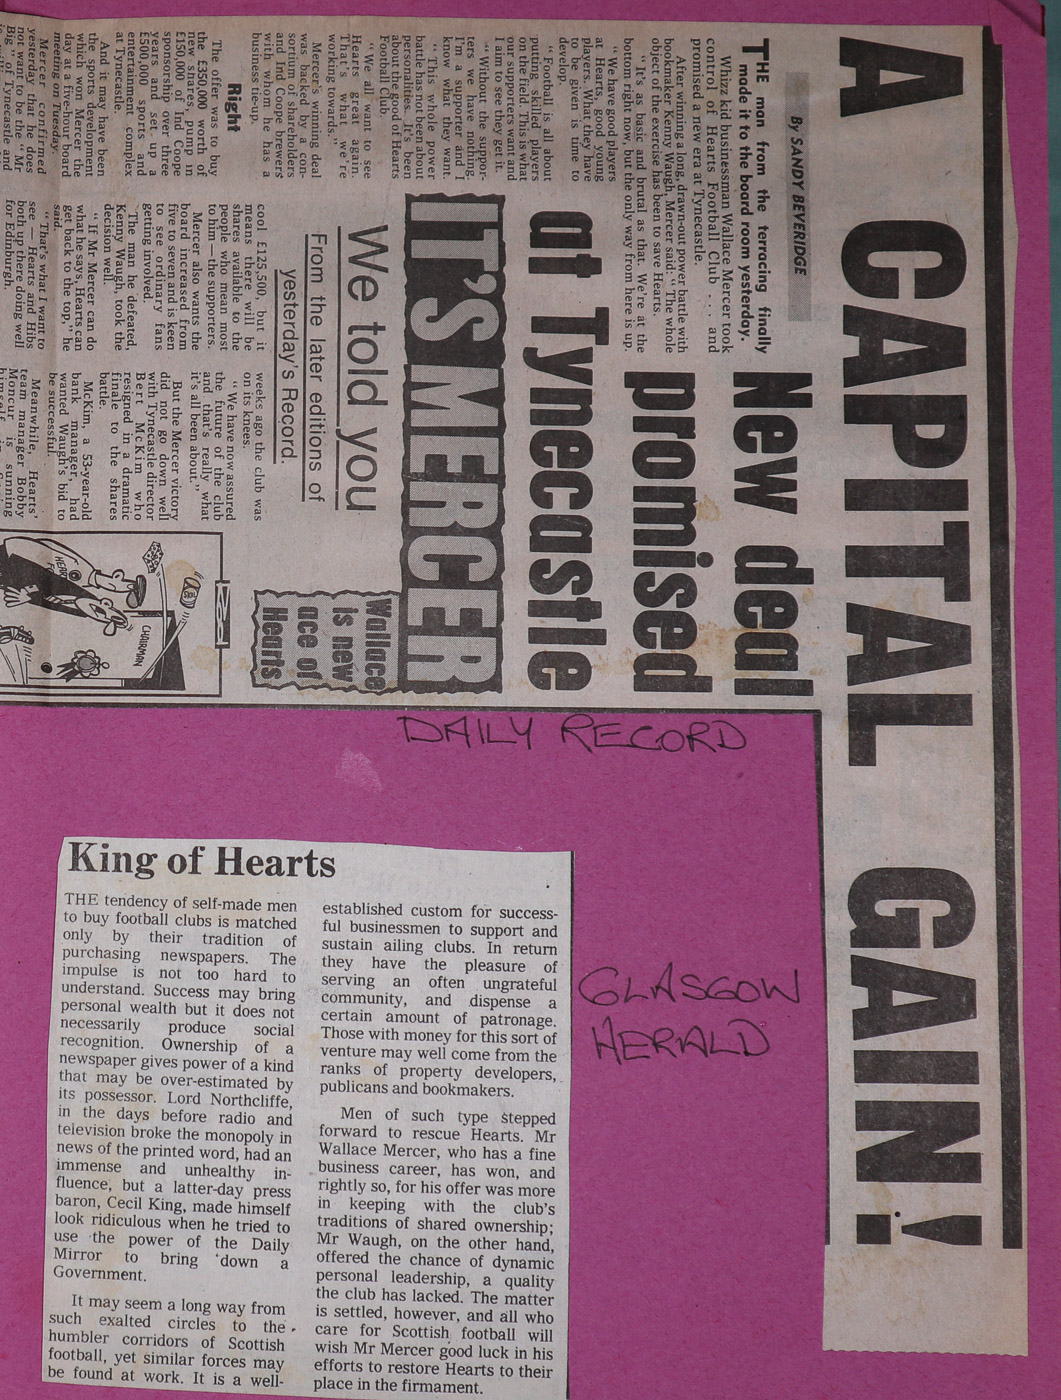 A CAPITAL GAIN!
New deal
promised
at Tynecastle
By SANDY BEVERIDGE
THE man from the terracing finally
made it to the board room yesterday.
Whizz kid businessman Wallace Mercer took
control of Hearts Football Club . . . and
promised a new era at Tynecastle.
After winning a long, drawn-out power battle with
bookmaker Kenny Waugh, Mercer said: "The whole
object of the exercise has been to save Hearts.
"It's as basic and brutal as that. We're at the
bottom right now, but the only way from here is up.
"We have good players
at Hearts, good young
players. What they have
to be given is time to
develop.
"Football is all about
putting skilled players
on the field. This is what
our supporters want and
I am to see they get it.
"Without the suppor-
ters we have nothing.
I'm a supporter and I
know what they want.
"This whole power
battle has not been about
personalities. It's been
about the good of Hearts
Football Club.
"We all want to see
Hearts great again.
That's what we're
working towards."
Mercer's winning deal
was backed by a con-
sortium of shareholders
and Ind Coope brewers
with whom he has a
business tie-up.
Right
The offer was to buy
the £350,000 worth of
new shares, pump in
£150,000 of Ind Coope
sponsorship over three
years and set up a
£500,000 sports and
entertainment complex
at Tynecastle.
And it may have been
the sports development
which won Mercer the
day at a five-hour board
meeting on Tuesday.
Mercer confirmed
yesterday that he does
not want to be the "Mr
Big" of Tynecastle and
IT'S MERCER
Wallace
is new
ace of
Hearts
We told you
From the later editions of
yesterday's Record.
cool £125,500, but it
means there will be
shares available to the
people who mean most
to him — the supporters.
Mercer also wants the
board increased from
five to seven and is keen
to see ordinary fans
getting involved.
The man he defeated,
Kenny Waugh, took the
decision well.
"If Mr Mercer can do
what he says, Hearts can
get back to the top," he
said.
"That's what I want to
see — Hearts and Hibs
both up there doing well
for Edinburgh.
weeks ago the club was
on its knees.
"We have now assured
the future of the club
and that's really what
it's all been about."
But the Mercer victory
did not go down well
with Tynecastle director
Bert McKim who
resigned in a dramatic
finale to the shares
battle.
McKim, a 53-year-old
bank manager, had
wanted Waugh's bid to
be successful.
Meanwhile, Hearts'
team manager Bobby
Moncur is sunning
himself in
CHAIRMAN
DAILY RECORD
King of Hearts
THE tendency of self-made men
to buy football clubs is matched
only by their tradition of
purchasing newspapers. The
impulse is not too hard to
understand. Success may bring
personal wealth but it does not
necessarily produce social
recognition. Ownership of a
newspaper gives power of a kind
that may be over-estimated by
its possessor. Lord Northcliffe,
in the days before radio and
television broke the monopoly in
news of the printed word, had an
immense and unhealthy in-
fluence, but a latter-day press
baron, Cecil King, made himself
look ridiculous when he tried to
use the power of the Daily
Mirror to bring down a
Government.
It may seem a long way from
such exalted circles to the
humbler corridors of Scottish
football, yet similar forces may
be found at work. It is a well-
established custom for success-
ful businessmen to support and
sustain ailing clubs. In return
they have the pleasure of
serving an often ungrateful
community, and dispense a
certain amount of patronage.
Those with money for this sort of
venture may well come from the
ranks of property developers,
publicans and bookmakers.
Men of such type stepped
forward to rescue Hearts. Mr
Wallace Mercer, who has a fine
business career, has won, and
rightly so, for his offer was more
in keeping with the club's
traditions of shared ownership;
Mr Waugh, on the other hand,
offered the chance of dynamic
personal leadership, a quality
the club has lacked. The matter
is settled, however, and all who
care for Scottish football will
wish Mr Mercer good luck in his
efforts to restore Hearts to their
place in the firmament.
GLASGOW
HERALD